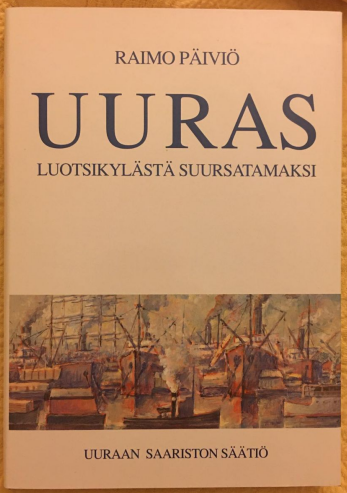 RAIMO PÄIVIÖ
UURAS
LUOTSIKYLÄSTÄ SUURSATAMAKSI
UURAAN SAARISTON SÄÄTIÖ